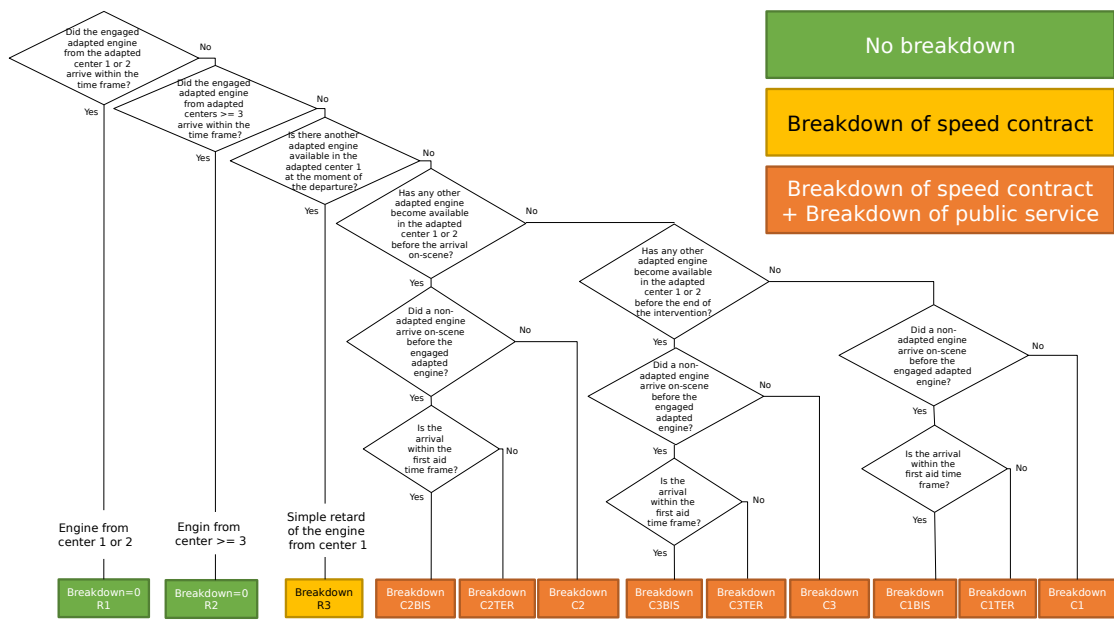 Did the engaged
adapted engine
from the adapted
center 1 or 2
arrive within the
time frame?
No
Yes
Did the engaged
adapted engine
from adapted
centers >= 3
arrive within the
time frame?
No
Yes
Is there another
adapted engine
available in the
adapted center 1
at the moment of
the departure?
No
Yes
Has any other
adapted engine
become available
in the adapted
center 1 or 2
before the arrival
on-scene?
No
Yes
Has any other
adapted engine
become available
in the adapted
center 1 or 2
before the end of
the intervention?
No
Yes
Did a non-
adapted engine
arrive on-scene
before the
engaged
adapted
engine?
No
Yes
Is the
arrival
within the
first aid
time frame?
No
Yes
Did a non-
adapted engine
arrive on-scene
before the
engaged
adapted
engine?
No
Yes
Is the
arrival
within the
first aid
time frame?
No
Yes
Did a non-
adapted engine
arrive on-scene
before the
engaged adapted
engine?
No
Yes
Is the arrival
within the
first aid time
frame?
No
Yes
No breakdown
Breakdown of speed contract
Breakdown of speed contract
+ Breakdown of public service
Engine from
center 1 or 2
Engin from
center >= 3
Simple retard
of the engine
from center 1
Breakdown=0
R1
Breakdown=0
R2
Breakdown
R3
Breakdown
C2BIS
Breakdown
C2TER
Breakdown
C2
Breakdown
C3BIS
Breakdown
C3TER
Breakdown
C3
Breakdown
C1BIS
Breakdown
C1TER
Breakdown
C1